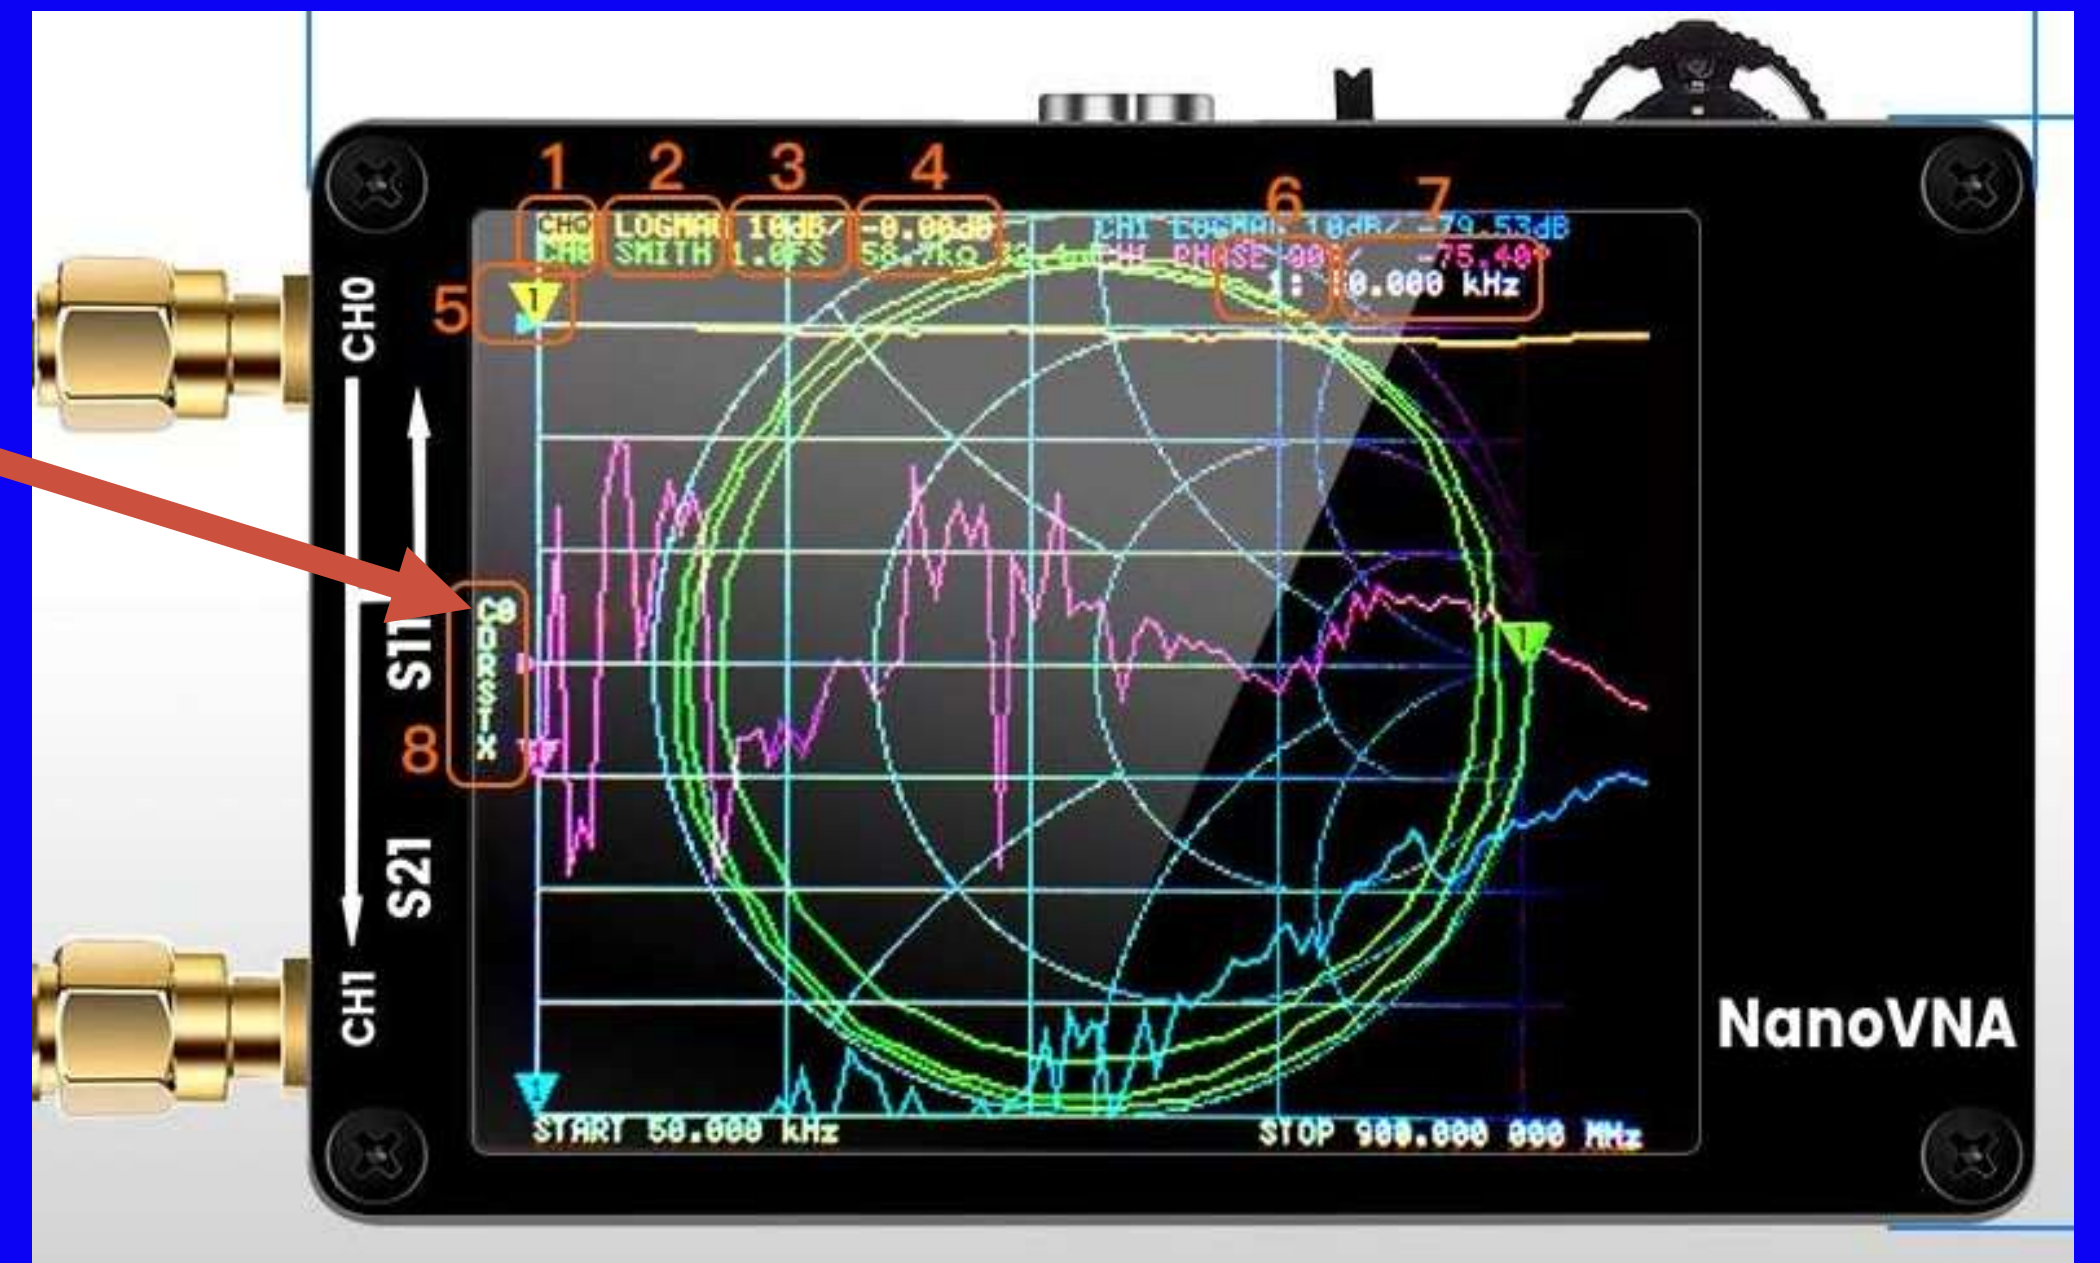 1 2 3 4
CH0 LOGMAG 10dB/ -0.00dB
CH1 LOGMAG 10dB/ -79.53dB
CH0 SMITH 1.0FS 58.7kΩ
CH1 PHASE 90°/ -75.40°
6 7
1: 50.000 kHz
5
1
CH0
S11
C0
D
R
S
T
X
8
1
S21
CH1
NanoVNA
START 50.000 kHz STOP 900.000 000 MHz